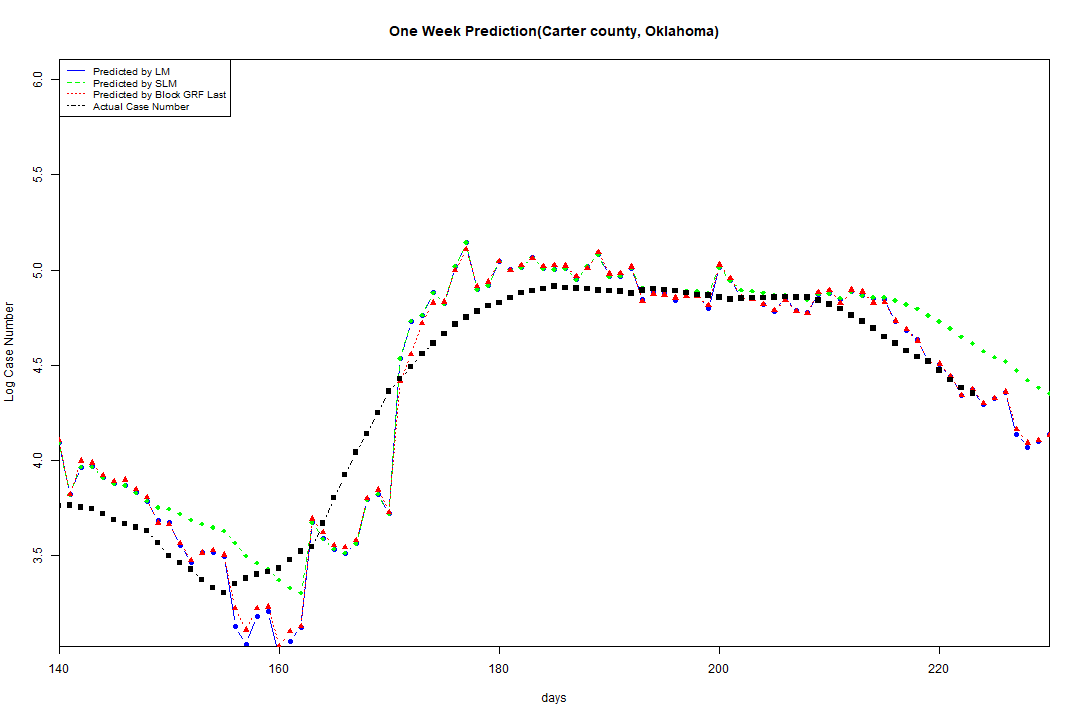 One Week Prediction(Carter county, Oklahoma)
Predicted by LM
Predicted by SLM
Predicted by Block GRF Last
Actual Case Number
6.0
5.5
5.0
4.5
4.0
3.5
Log Case Number
140 160 180 200 220
days